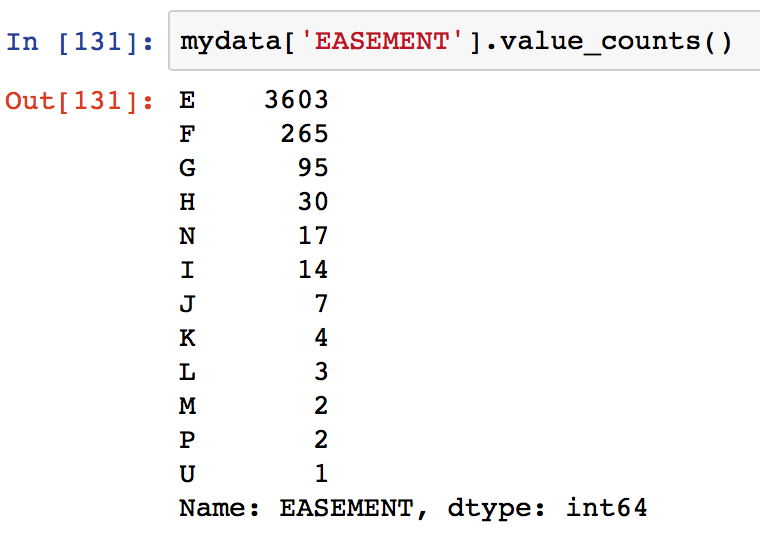 In [131]: mydata['EASEMENT'].value_counts()
Out[131]: E 3603
F 265
G 95
H 30
N 17
I 14
J 7
K 4
L 3
M 2
P 2
U 1
Name: EASEMENT, dtype: int64